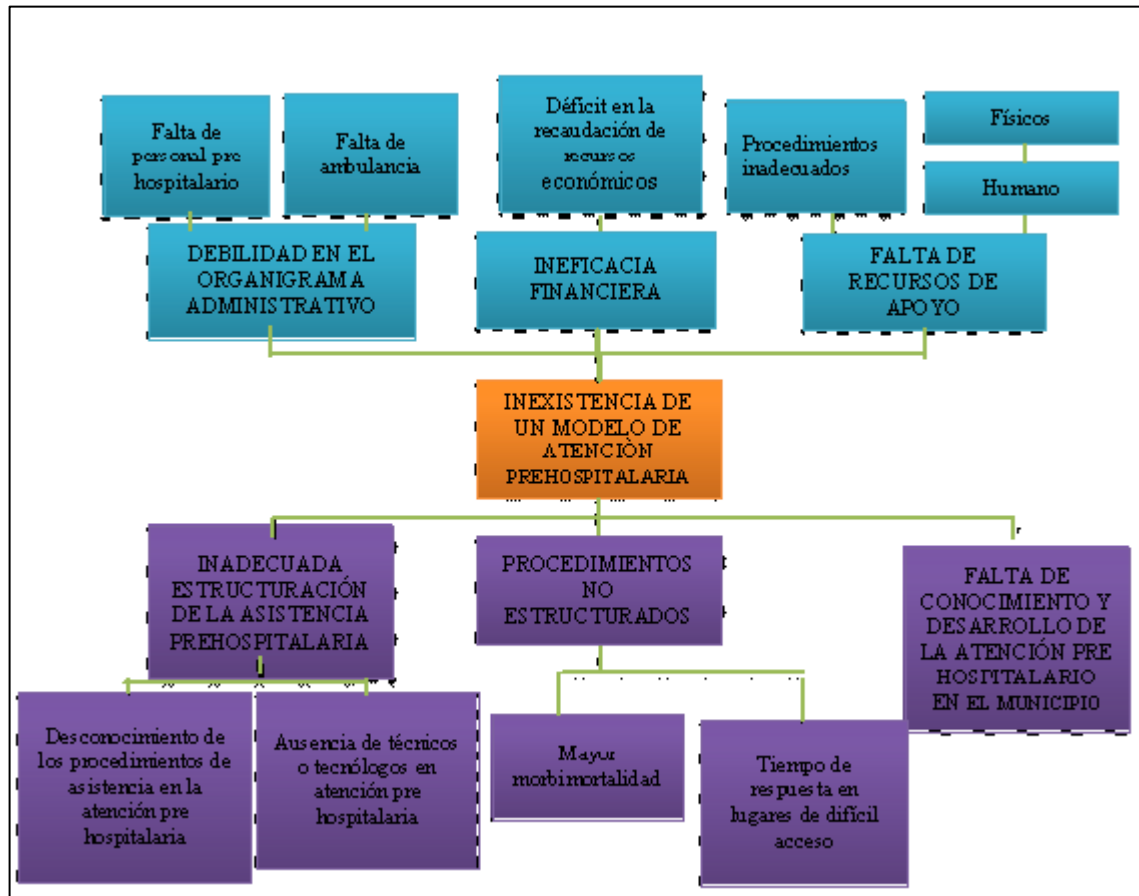 Falta de
personal pre
hospitalario
Falta de
ambulancia
Déficit en la
recaudación de
recursos
económicos
Procedimientos
inadecuados
Físicos
Humano
DEBILIDAD EN EL
ORGANIGRAMA
ADMINISTRATIVO
INEFICACIA
FINANCIERA
FALTA DE
RECURSOS DE
APOYO
INEXISTENCIA DE
UN MODELO DE
ATENCIÒN
PREHOSPITALARIA
INADECUADA
ESTRUCTURACIÓN
DE LA ASISTENCIA
PREHOSPITALARIA
PROCEDIMIENTOS
NO
ESTRUCTURADOS
FALTA DE
CONOCIMIENTO Y
DESARROLLO DE
LA ATENCIÓN PRE
HOSPITALARIO
EN EL MUNICIPIO
Desconocimiento de
los procedimientos de
asistencia en la
atención pre
hospitalaria
Ausencia de técnicos
o tecnólogos en
atención pre
hospitalaria
Mayor
morbimortalidad
Tiempo de
respuesta en
lugares de difícil
acceso